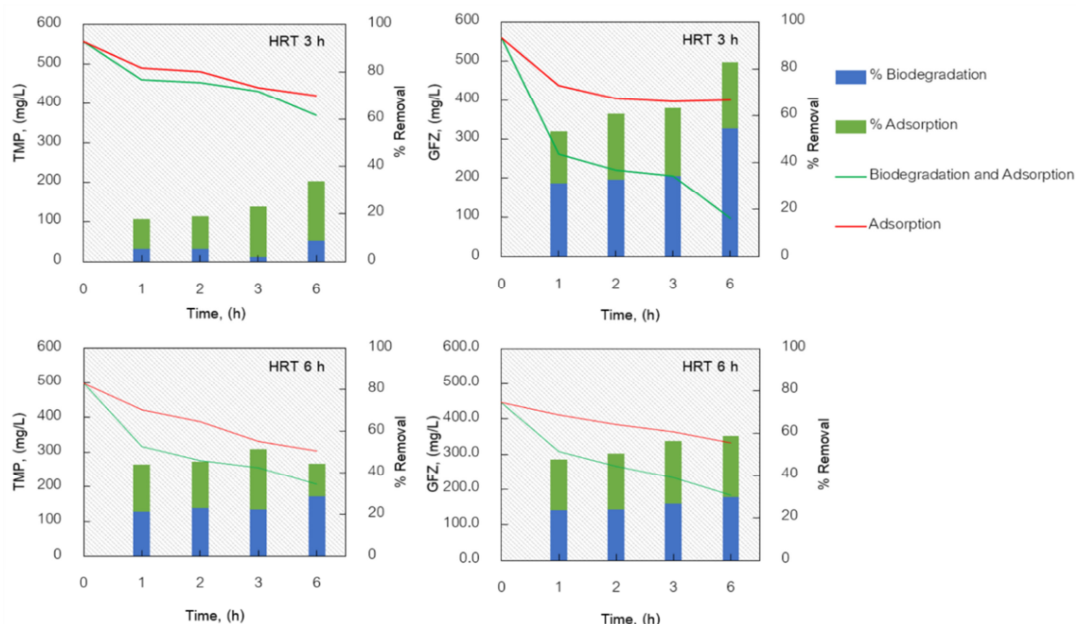 HRT 3 h
600
500
400
300
200
100
0
TMP, (mg/L)
100
80
60
40
20
0
% Removal
0 1 2 3 6
Time, (h)
HRT 3 h
600
500
400
300
200
100
0
GFZ, (mg/L)
100
80
60
40
20
0
% Removal
0 1 2 3 6
Time, (h)
% Biodegradation
% Adsorption
Biodegradation and Adsorption
Adsorption
HRT 6 h
600
500
400
300
200
100
0
TMP, (mg/L)
100
80
60
40
20
0
% Removal
0 1 2 3 6
Time, (h)
HRT 6 h
600.0
500.0
400.0
300.0
200.0
100.0
0.0
GFZ, (mg/L)
100
80
60
40
20
0
% Removal
0 1 2 3 6
Time, (h)